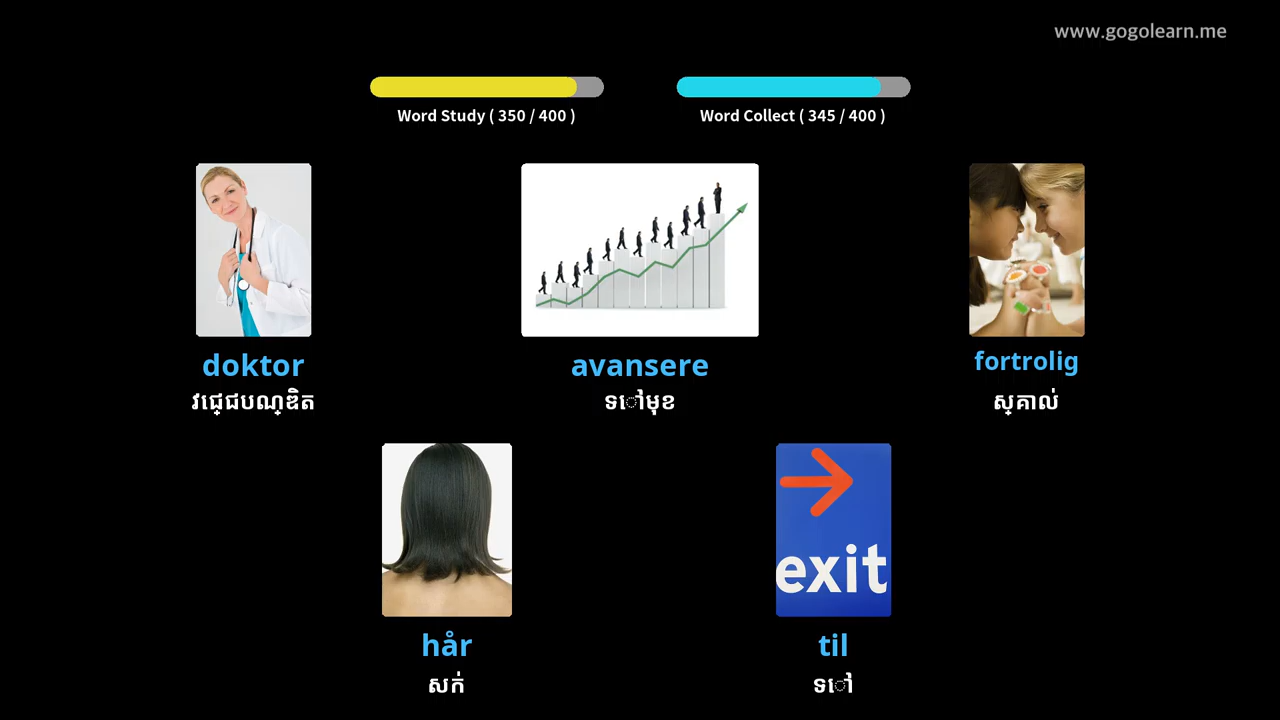 www.gogolearn.me
Word Study ( 350 / 400 )
Word Collect ( 345 / 400 )
doktor
avansere
fortrolig
វេជ្ជបណ្ឌិត
ទៅមុខ
ស្គាល់
exit
hår
til
សក់
ទៅ